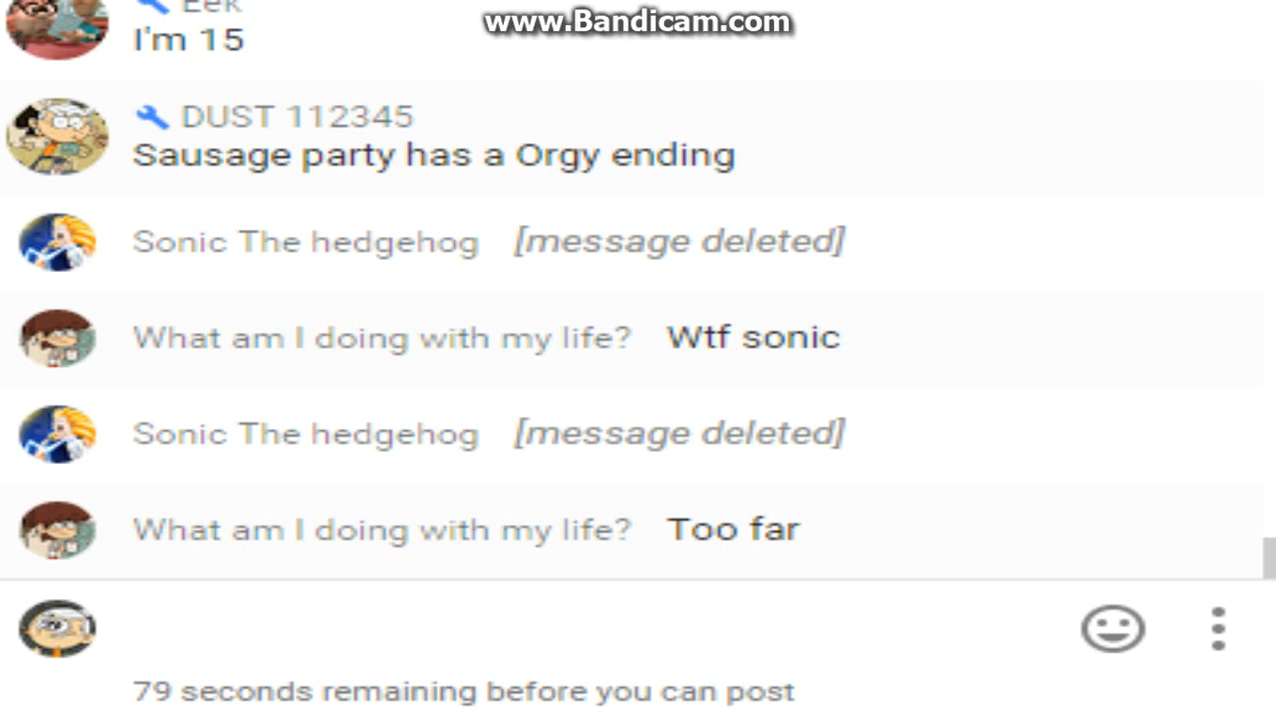 www.Bandicam.com
Eek
I'm 15
DUST 112345
Sausage party has a Orgy ending
Sonic The hedgehog [message deleted]
What am I doing with my life? Wtf sonic
Sonic The hedgehog [message deleted]
What am I doing with my life? Too far
79 seconds remaining before you can post